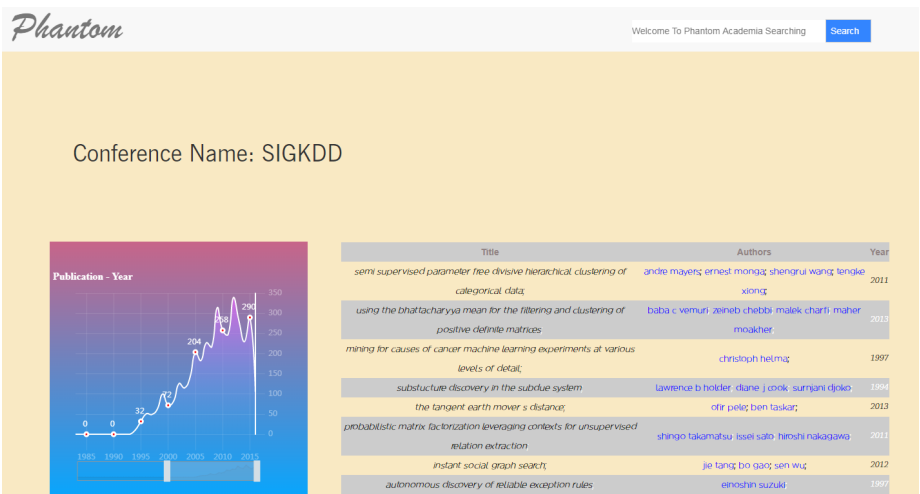 Phantom
Welcome To Phantom Academia Searching
Search
Conference Name: SIGKDD
Publication - Year
350
300
290
268
250
204
200
150
72
100
32
50
0
0
0
1985 1990 1995 2000 2005 2010 2015
Title Authors Year
semi supervised parameter free divisive hierarchical clustering of
categorical data;
andre mayers; ernest monga; shengrui wang; tengke
xiong;
2011
using the bhattacharyya mean for the filtering and clustering of
positive definite matrices
baba c vemuri; zeineb chebbi; malek charfi; maher
moakher;
2013
mining for causes of cancer machine learning experiments at various
levels of detail;
christoph helma;
1997
substucture discovery in the subdue system
lawrence b holder; diane j cook; surnjani djoko;
1994
the tangent earth mover s distance;
ofir pele; ben taskar;
2013
probabilistic matrix factorization leveraging contexts for unsupervised
relation extraction
shingo takamatsu; issei sato; hiroshi nakagawa;
2011
instant social graph search;
jie tang; bo gao; sen wu;
2012
autonomous discovery of reliable exception rules
einoshin suzuki;
1997